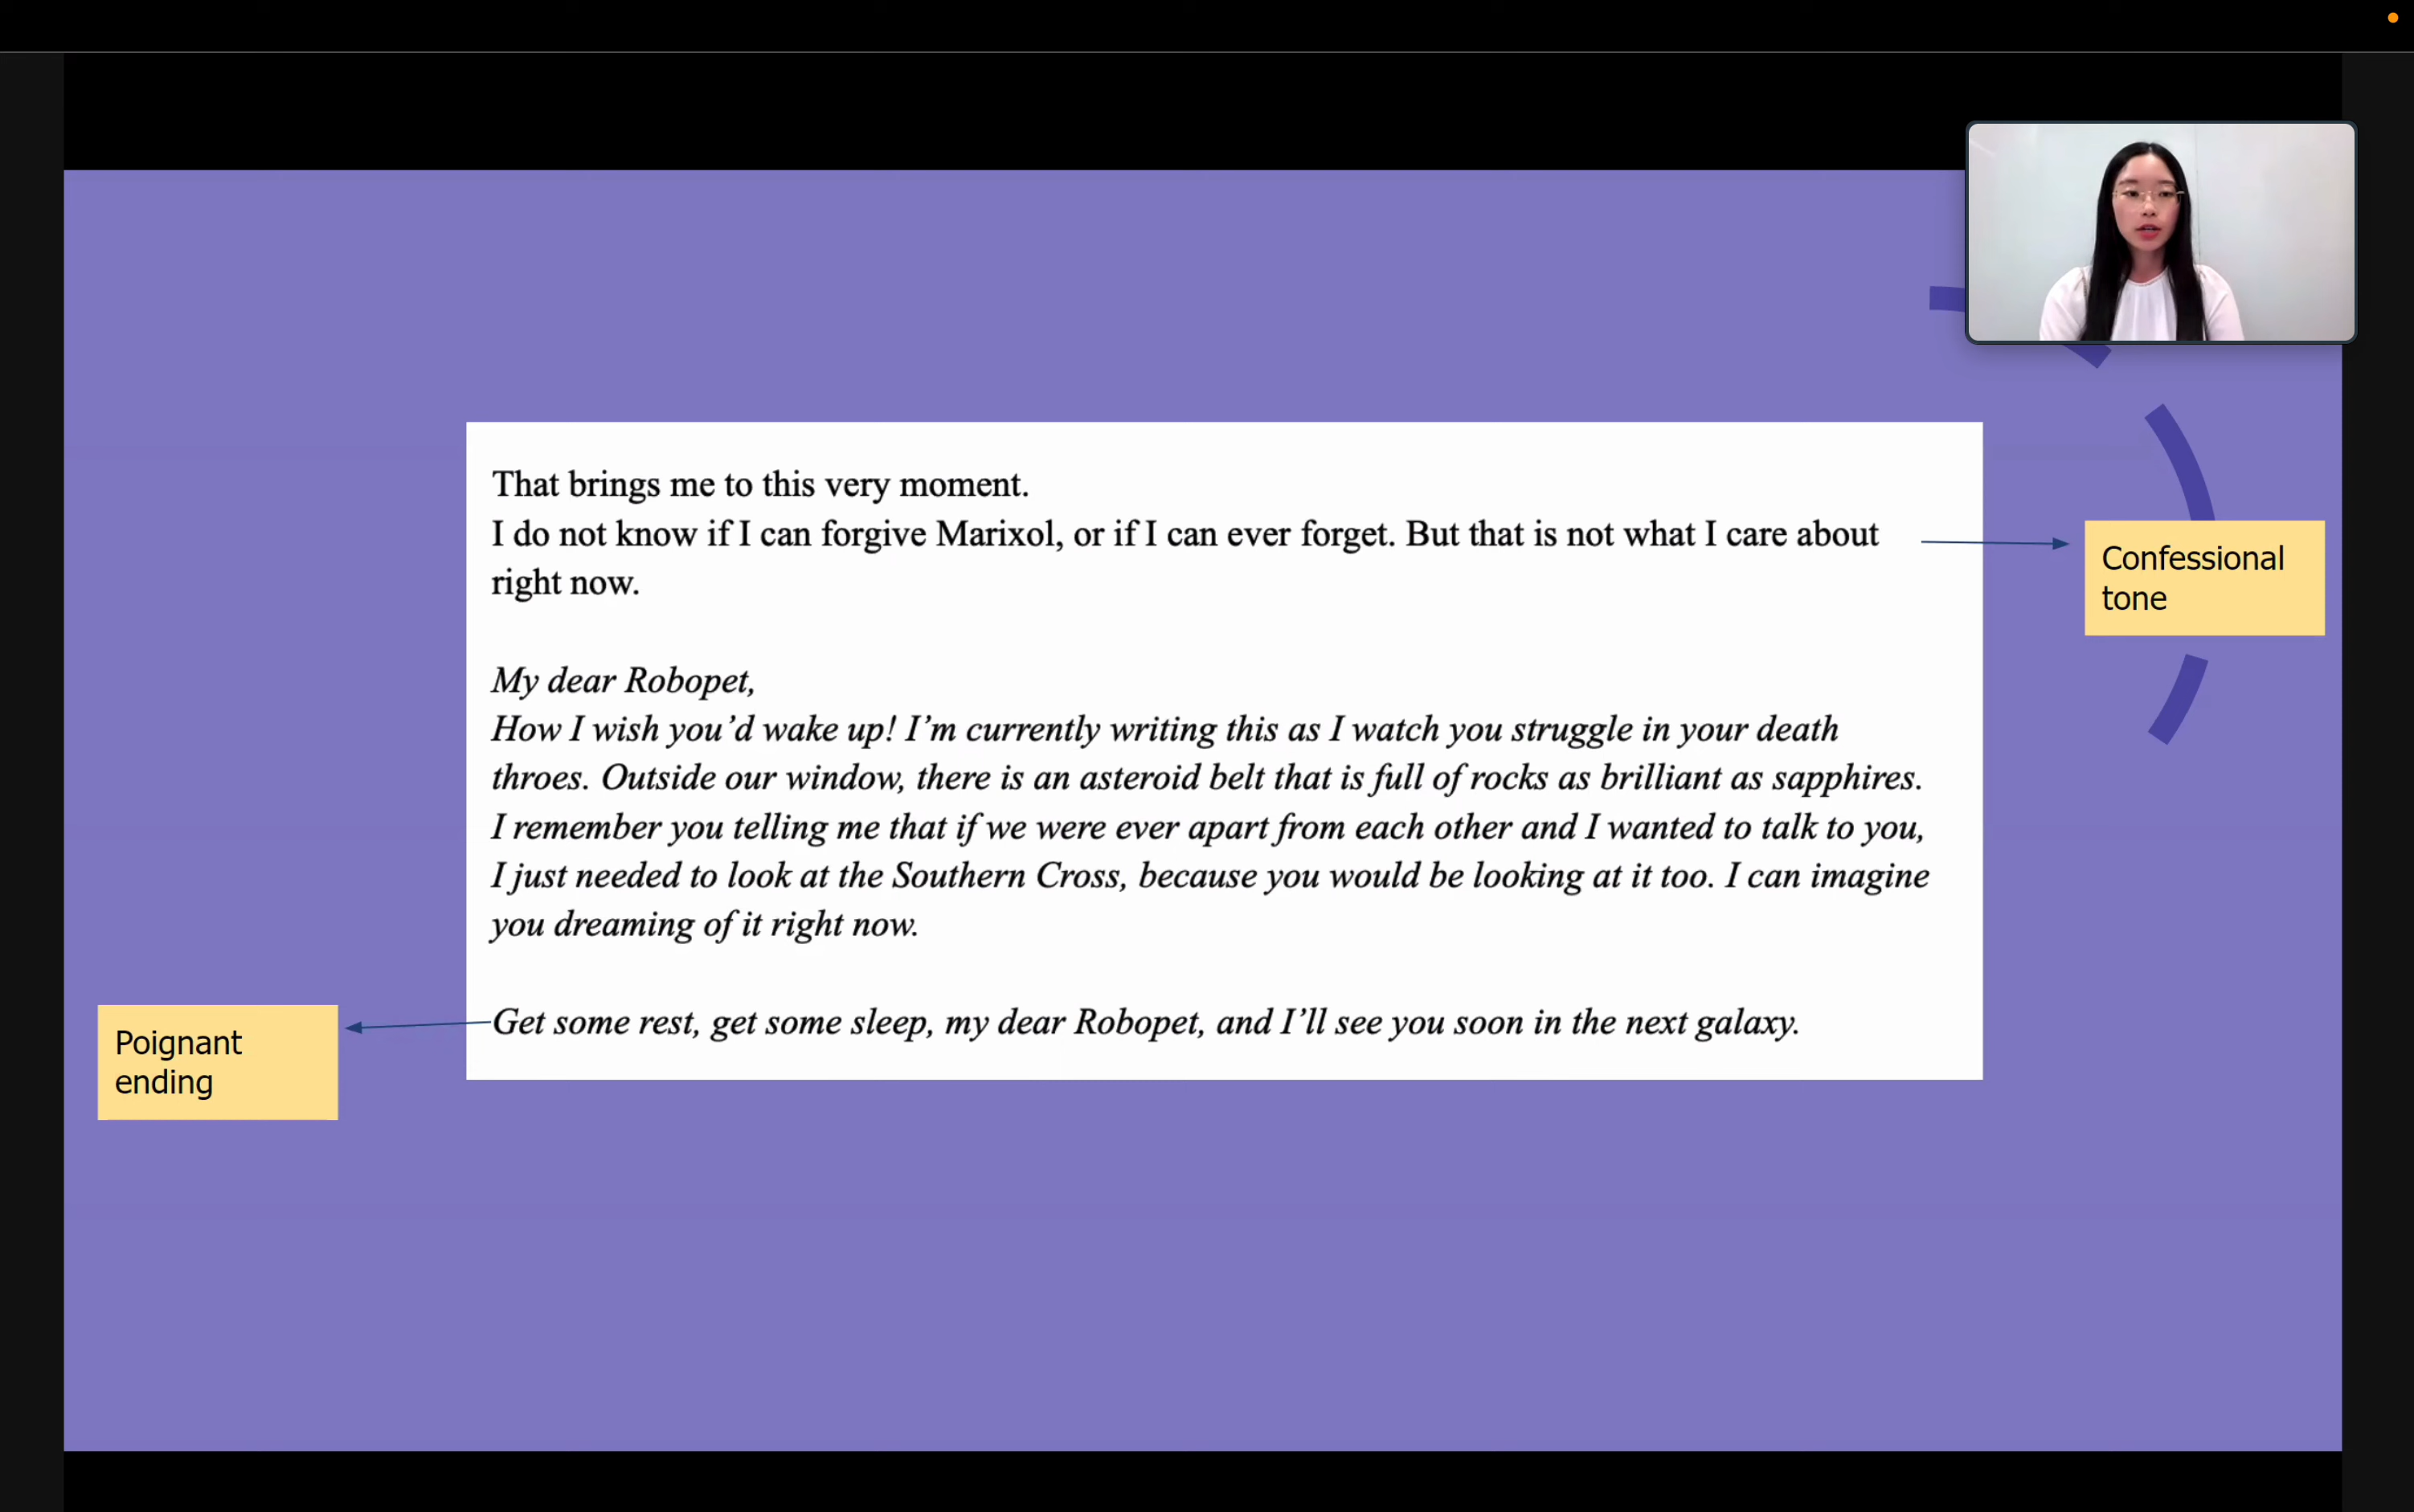 That brings me to this very moment.
I do not know if I can forgive Marixol, or if I can ever forget. But that is not what I care about
right now.
My dear Robopet,
How I wish you’d wake up! I’m currently writing this as I watch you struggle in your death
throes. Outside our window, there is an asteroid belt that is full of rocks as brilliant as sapphires.
I remember you telling me that if we were ever apart from each other and I wanted to talk to you,
I just needed to look at the Southern Cross, because you would be looking at it too. I can imagine
you dreaming of it right now.
Get some rest, get some sleep, my dear Robopet, and I’ll see you soon in the next galaxy.
Confessional
tone
Poignant
ending